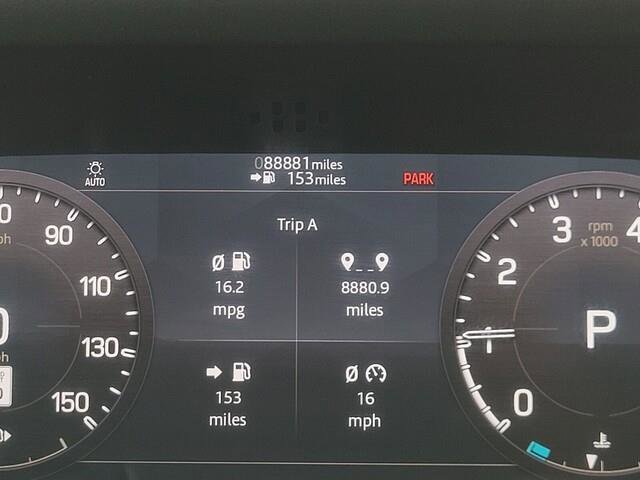 088881 miles
153 miles
AUTO
PARK
Trip A
16.2
mpg
8880.9
miles
153
miles
16
mph
90
110
130
150
0
1
2
3
4
rpm
x 1000
P